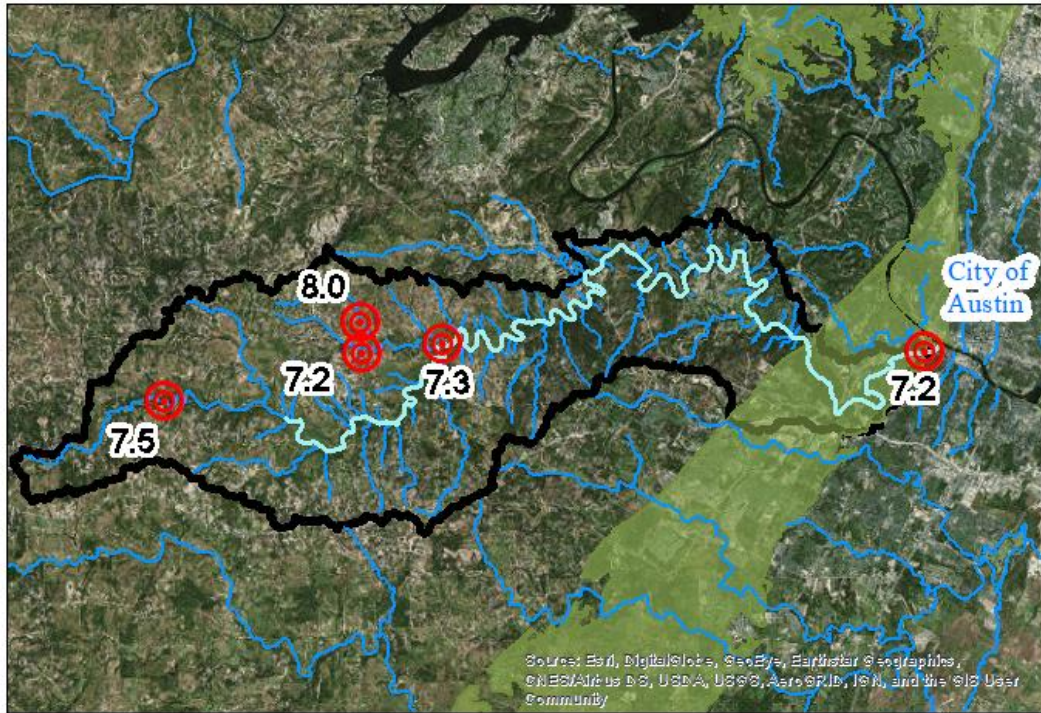 City of
Austin
8.0
7.2
7.3
7.2
7.5
Source: Esri, DigitalGlobe, GeoEye, Earthstar Geographics,
CNES/Airbus DS, USDA, USGS, AeroGRID, IGN, and the GIS User
Community